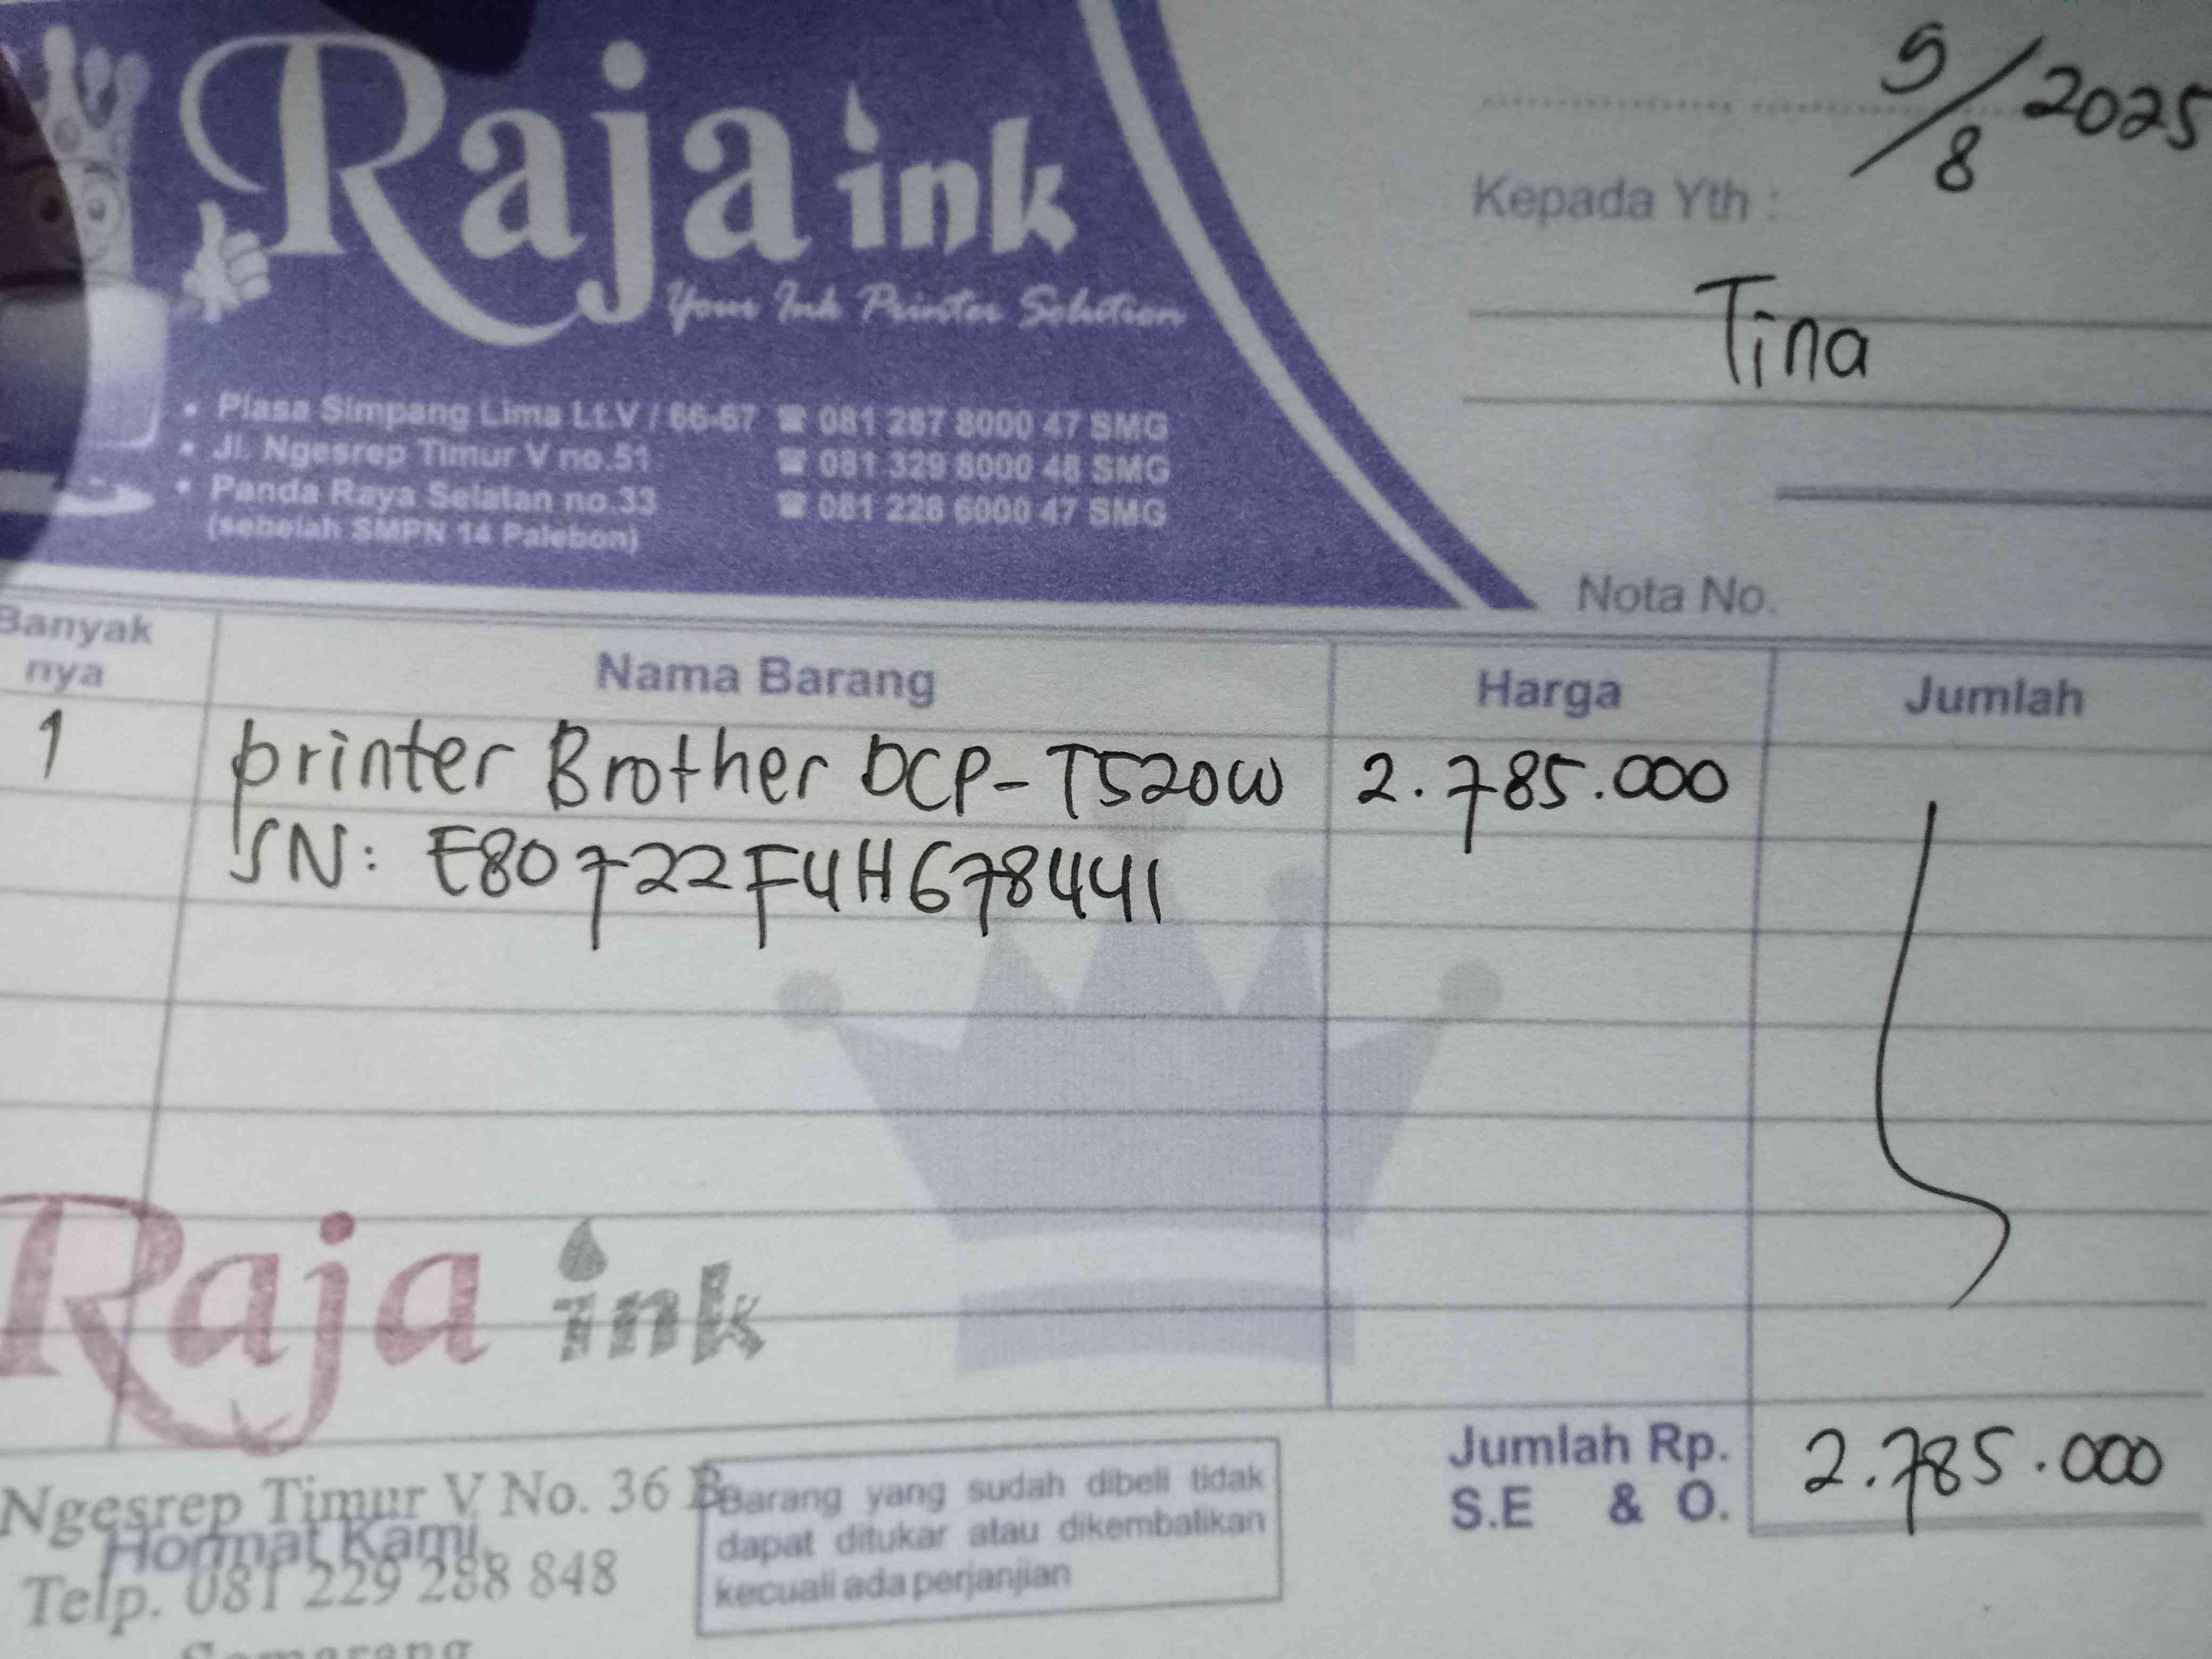 Raja ink
Your Ink Printer Solution
• Plasa Simpang Lima Lt.V / 66-67 ☎ 081 287 8000 47 SMG
• Jl. Ngesrep Timur V no.51 ☎ 081 329 8000 48 SMG
• Panda Raya Selatan no.33 ☎ 081 228 6000 47 SMG
(sebelah SMPN 14 Palebon)
5/8 2025
Kepada Yth :
Tina
Nota No.
Banyak nya Nama Barang Harga Jumlah
1 printer Brother DCP-T520W 2.785.000
SN: E80722F4H678441
Raja ink
Ngesrep Timur V No. 36 B
Hormat Kami
Telp. 081 229 288 848
Semarang
Barang yang sudah dibeli tidak
dapat ditukar atau dikembalikan
kecuali ada perjanjian
Jumlah Rp. 2.785.000
S.E & O.